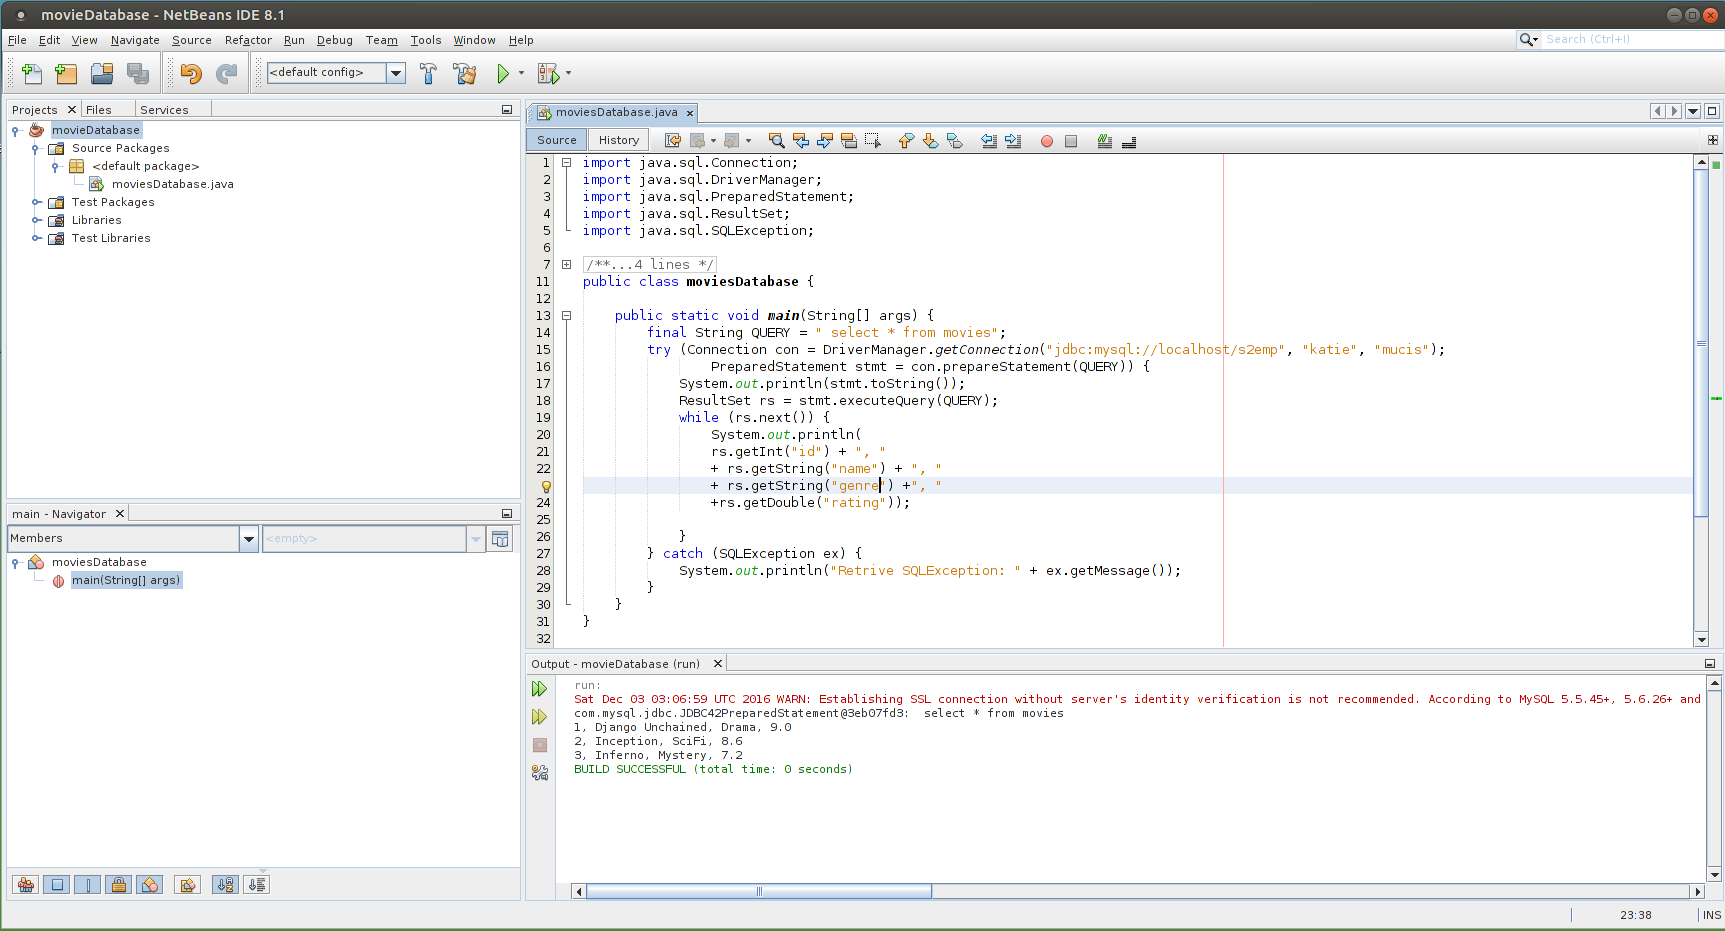 movieDatabase - NetBeans IDE 8.1
File Edit View Navigate Source Refactor Run Debug Team Tools Window Help
Search (Ctrl+I)
<default config>
Projects Files Services
movieDatabase
Source Packages
<default package>
moviesDatabase.java
Test Packages
Libraries
Test Libraries
main - Navigator
Members <empty>
moviesDatabase
main(String[] args)
moviesDatabase.java
Source History
1 import java.sql.Connection;
2 import java.sql.DriverManager;
3 import java.sql.PreparedStatement;
4 import java.sql.ResultSet;
5 import java.sql.SQLException;
6
7 /**...4 lines */
11 public class moviesDatabase {
12
13 public static void main(String[] args) {
14 final String QUERY = " select * from movies";
15 try (Connection con = DriverManager.getConnection("jdbc:mysql://localhost/s2emp", "katie", "mucis");
16 PreparedStatement stmt = con.prepareStatement(QUERY)) {
17 System.out.println(stmt.toString());
18 ResultSet rs = stmt.executeQuery(QUERY);
19 while (rs.next()) {
20 System.out.println(
21 rs.getInt("id") + ", "
22 + rs.getString("name") + ", "
+ rs.getString("genre") +", "
24 +rs.getDouble("rating"));
25
26 }
27 } catch (SQLException ex) {
28 System.out.println("Retrive SQLException: " + ex.getMessage());
29 }
30 }
31 }
32
Output - movieDatabase (run)
run:
Sat Dec 03 03:06:59 UTC 2016 WARN: Establishing SSL connection without server's identity verification is not recommended. According to MySQL 5.5.45+, 5.6.26+ and
com.mysql.jdbc.JDBC42PreparedStatement@3eb07fd3:  select * from movies
1, Django Unchained, Drama, 9.0
2, Inception, SciFi, 8.6
3, Inferno, Mystery, 7.2
BUILD SUCCESSFUL (total time: 0 seconds)
23:38 INS